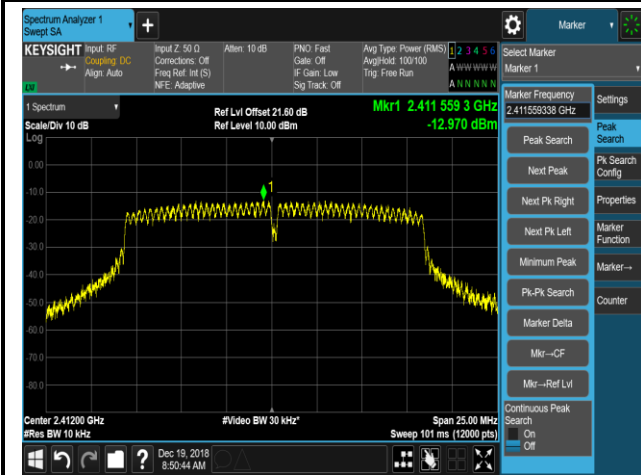 Spectrum Analyzer 1
Swept SA
Marker
KEYSIGHT
Input: RF
Coupling: DC
Align: Auto
Input Z: 50 Ω
Corrections: Off
Freq Ref: Int (S)
NFE: Adaptive
Atten: 10 dB
PNO: Fast
Gate: Off
IF Gain: Low
Sig Track: Off
Avg Type: Power (RMS)
Avg|Hold: 100/100
Trig: Free Run
1 2 3 4 5 6
A W W W W W
A N N N N N
Select Marker
Marker 1
1 Spectrum
Scale/Div 10 dB
Log
Ref Lvl Offset 21.60 dB
Ref Level 10.00 dBm
Mkr1 2.411 559 3 GHz
-12.970 dBm
0.00
-10.0
-20.0
-30.0
-40.0
-50.0
-60.0
-70.0
-80.0
1
Center 2.41200 GHz
#Res BW 10 kHz
#Video BW 30 kHz*
Span 25.00 MHz
Sweep 101 ms (12000 pts)
Marker Frequency
2.411559338 GHz
Peak Search
Next Peak
Next Pk Right
Next Pk Left
Minimum Peak
Pk-Pk Search
Marker Delta
Mkr→CF
Mkr→Ref Lvl
Continuous Peak
Search
On
Off
Settings
Peak
Search
Pk Search
Config
Properties
Marker
Function
Marker→
Counter
Dec 19, 2018
8:50:44 AM